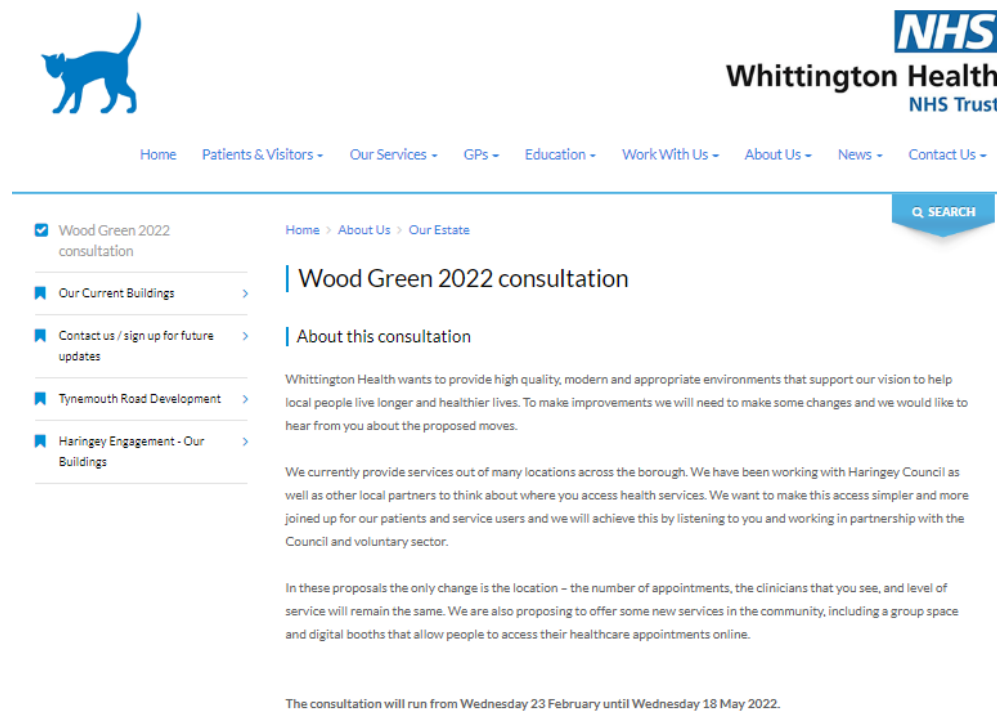 NHS
Whittington Health
NHS Trust
Home Patients & Visitors Our Services GPs Education Work With Us About Us News Contact Us
SEARCH
Wood Green 2022
consultation
Our Current Buildings
Contact us / sign up for future
updates
Tynemouth Road Development
Haringey Engagement - Our
Buildings
Home > About Us > Our Estate
Wood Green 2022 consultation
About this consultation
Whittington Health wants to provide high quality, modern and appropriate environments that support our vision to help
local people live longer and healthier lives. To make improvements we will need to make some changes and we would like to
hear from you about the proposed moves.
We currently provide services out of many locations across the borough. We have been working with Haringey Council as
well as other local partners to think about where you access health services. We want to make this access simpler and more
joined up for our patients and service users and we will achieve this by listening to you and working in partnership with the
Council and voluntary sector.
In these proposals the only change is the location – the number of appointments, the clinicians that you see, and level of
service will remain the same. We are also proposing to offer some new services in the community, including a group space
and digital booths that allow people to access their healthcare appointments online.
The consultation will run from Wednesday 23 February until Wednesday 18 May 2022.